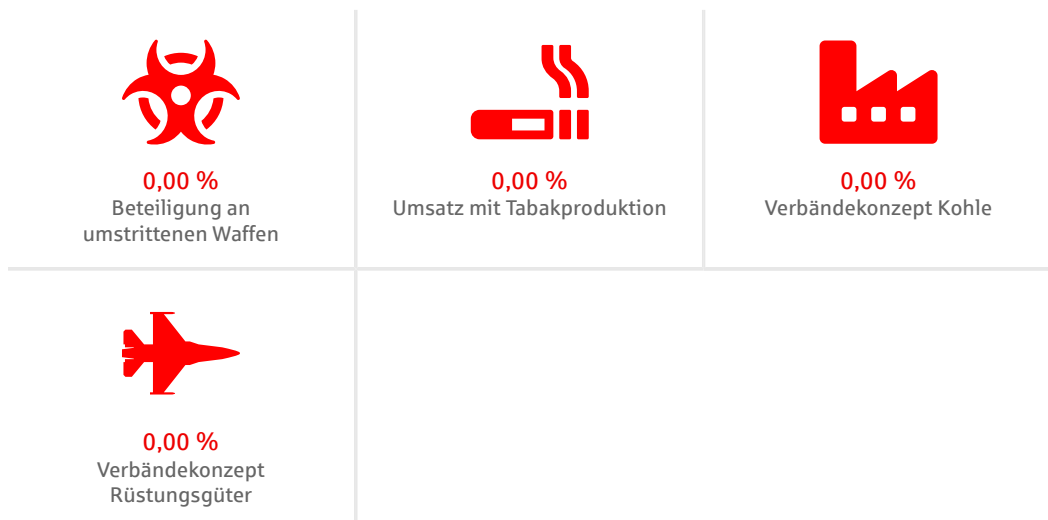 0,00 %
Beteiligung an
umstrittenen Waffen
0,00 %
Umsatz mit Tabakproduktion
0,00 %
Verbändekonzept Kohle
0,00 %
Verbändekonzept
Rüstungsgüter